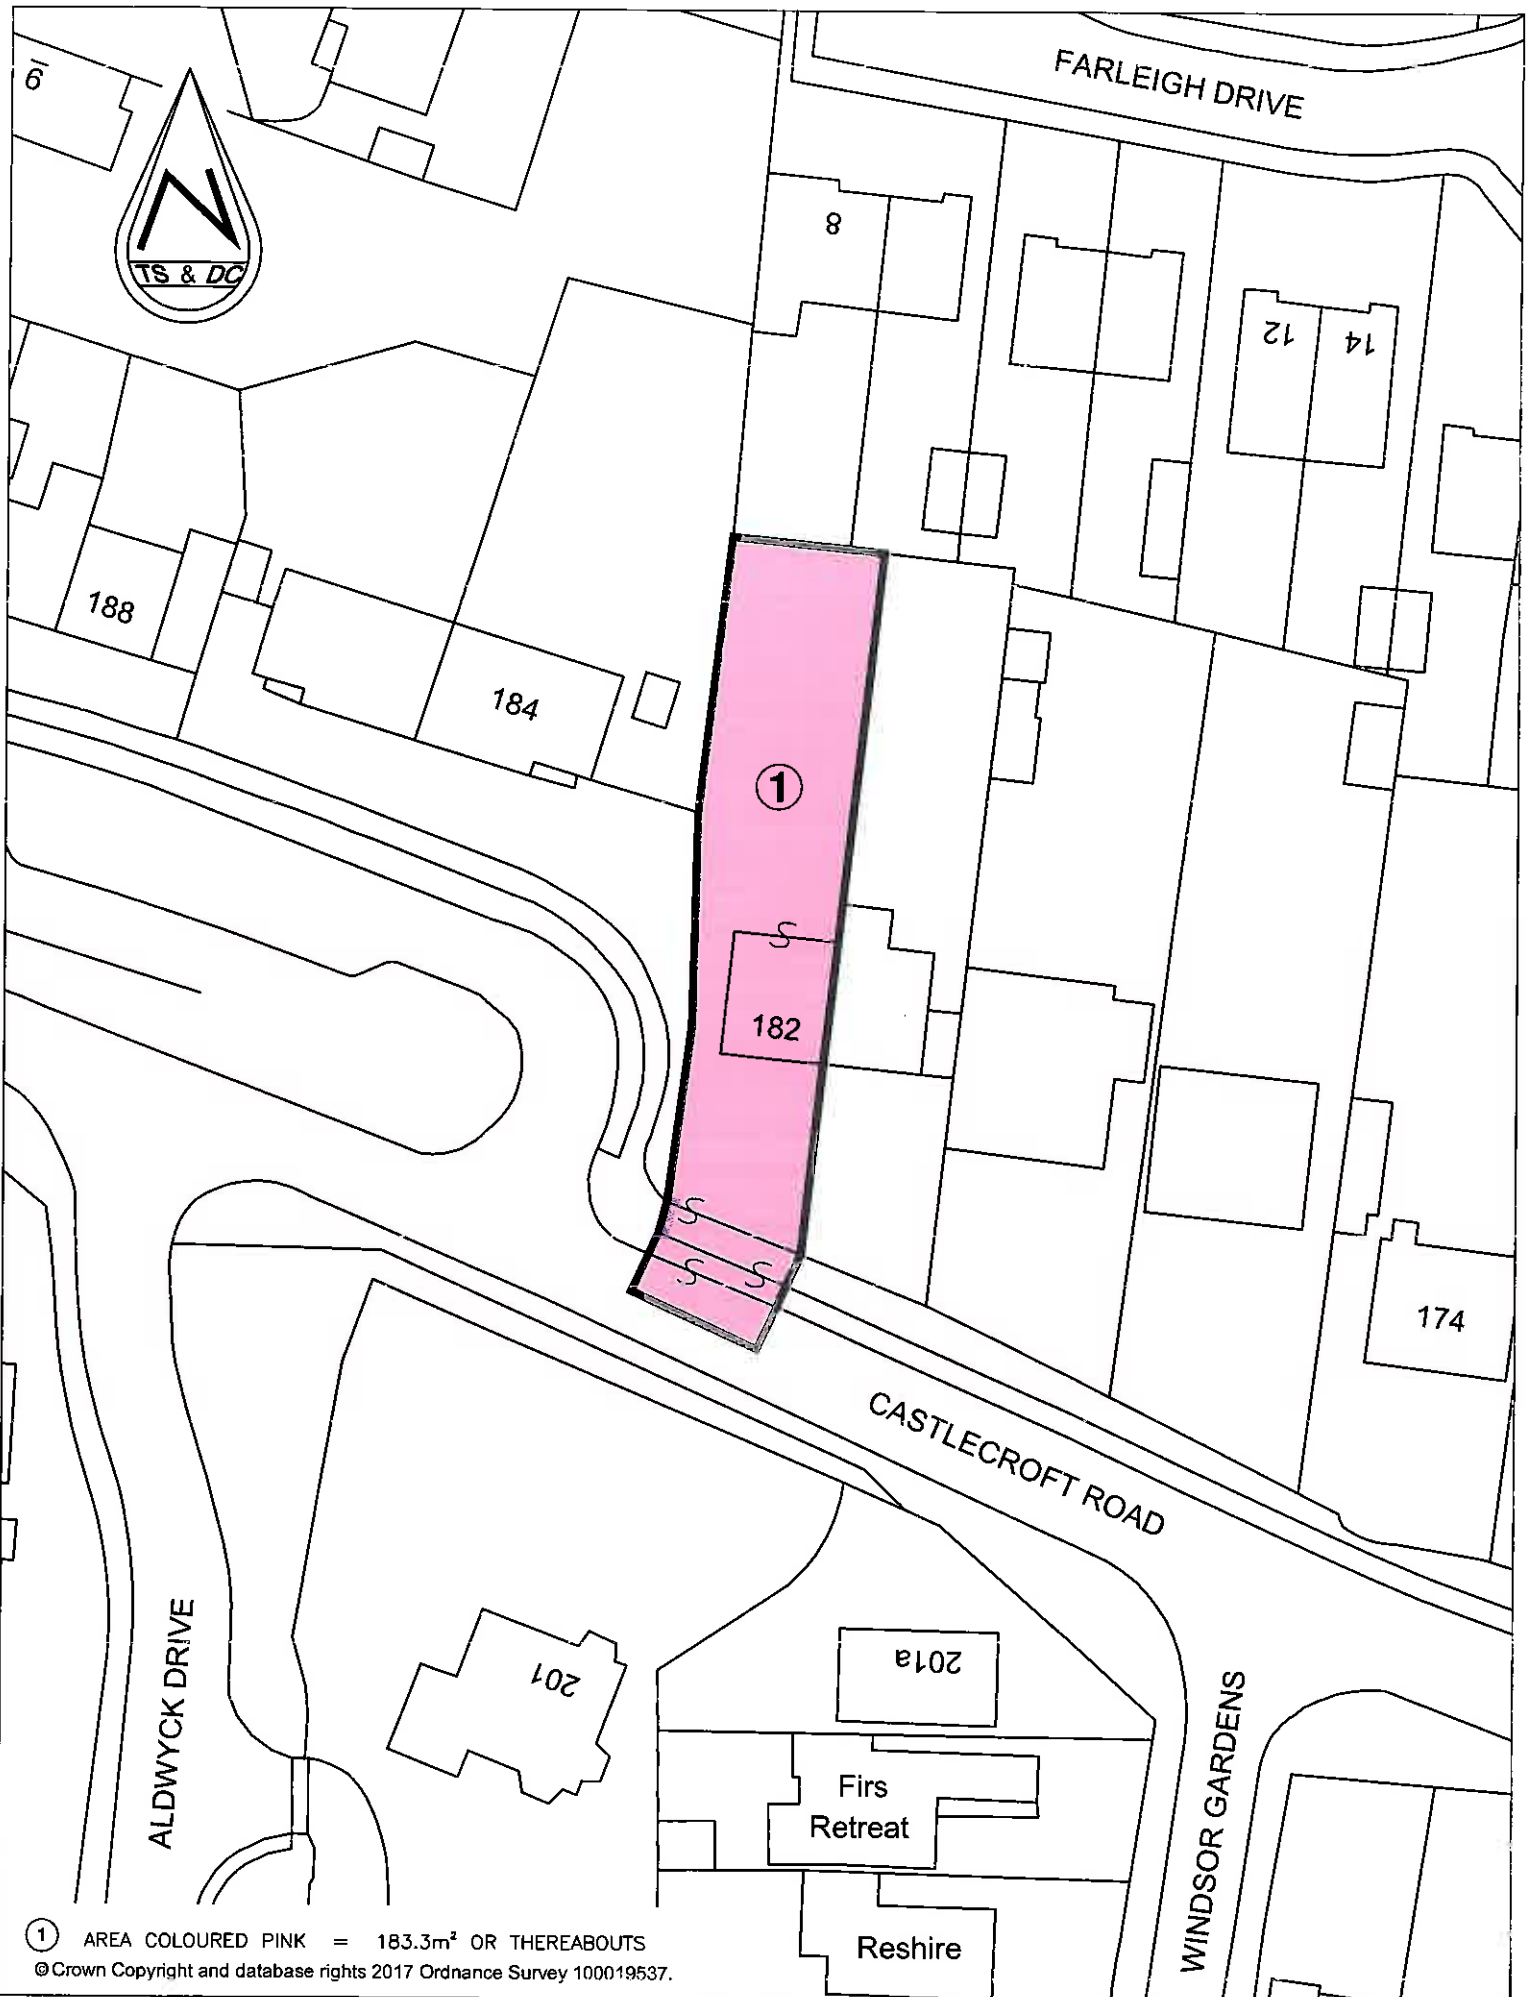 FARLEIGH DRIVE
6
N
TS & DC
8
12
14
188
184
1
182
174
CASTLECROFT ROAD
ALDWYCK DRIVE
201
201a
Firs
Retreat
WINDSOR GARDENS
Reshire
1 AREA COLOURED PINK = 183.3m² OR THEREABOUTS
© Crown Copyright and database rights 2017 Ordnance Survey 100019537.